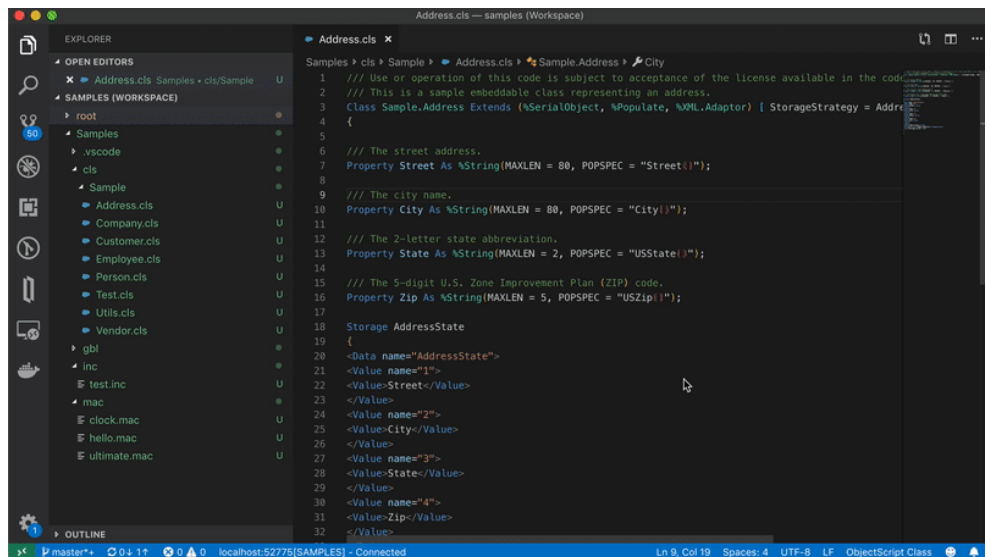 Address.cls — samples (Workspace)
EXPLORER
OPEN EDITORS
Address.cls Samples • cls/Sample U
SAMPLES (WORKSPACE)
root
Samples
.vscode
cls
Sample
Address.cls U
Company.cls U
Customer.cls U
Employee.cls U
Person.cls U
Test.cls U
Utils.cls U
Vendor.cls U
gbl
inc
test.inc U
mac
clock.mac U
hello.mac U
ultimate.mac U
OUTLINE
50
1
Address.cls
Samples cls Sample Address.cls Sample.Address City
1 /// Use or operation of this code is subject to acceptance of the license available in the code
2 /// This is a sample embeddable class representing an address.
3 Class Sample.Address Extends (%SerialObject, %Populate, %XML.Adaptor) [ StorageStrategy = Addre
4 {
5
6 /// The street address.
7 Property Street As %String(MAXLEN = 80, POPSPEC = "Street()");
8
9 /// The city name.
10 Property City As %String(MAXLEN = 80, POPSPEC = "City()");
11
12 /// The 2-letter state abbreviation.
13 Property State As %String(MAXLEN = 2, POPSPEC = "USState()");
14
15 /// The 5-digit U.S. Zone Improvement Plan (ZIP) code.
16 Property Zip As %String(MAXLEN = 5, POPSPEC = "USZip()");
17
18 Storage AddressState
19 {
20 <Data name="AddressState">
21 <Value name="1">
22 <Value>Street</Value>
23 </Value>
24 <Value name="2">
25 <Value>City</Value>
26 </Value>
27 <Value name="3">
28 <Value>State</Value>
29 </Value>
30 <Value name="4">
31 <Value>Zip</Value>
32 </Value>
master*+ 0↓ 1↑ 0 0 localhost:52775[SAMPLES] - Connected Ln 9, Col 19 Spaces: 4 UTF-8 LF ObjectScript Class